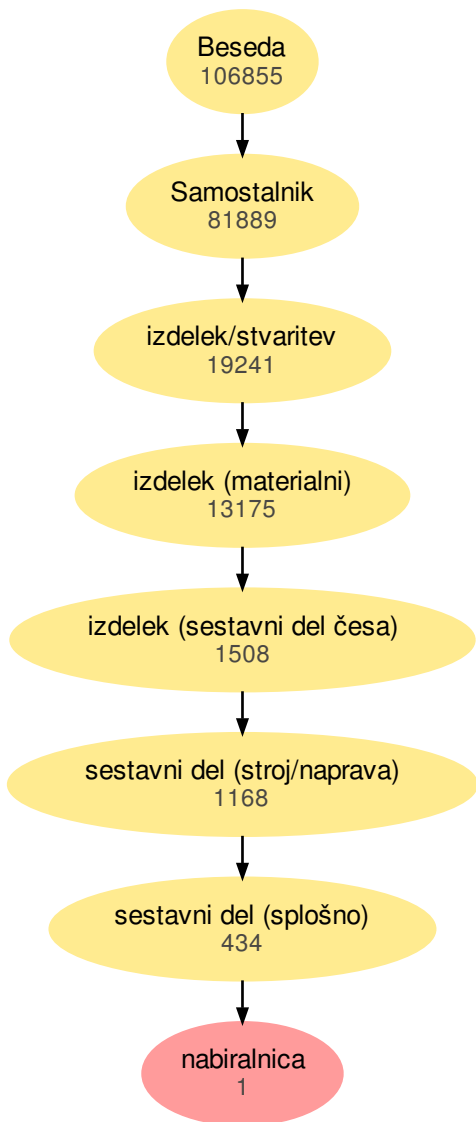 Beseda
106855
Samostalnik
81889
izdelek/stvaritev
19241
izdelek (materialni)
13175
izdelek (sestavni del česa)
1508
sestavni del (stroj/naprava)
1168
sestavni del (splošno)
434
nabiralnica
1